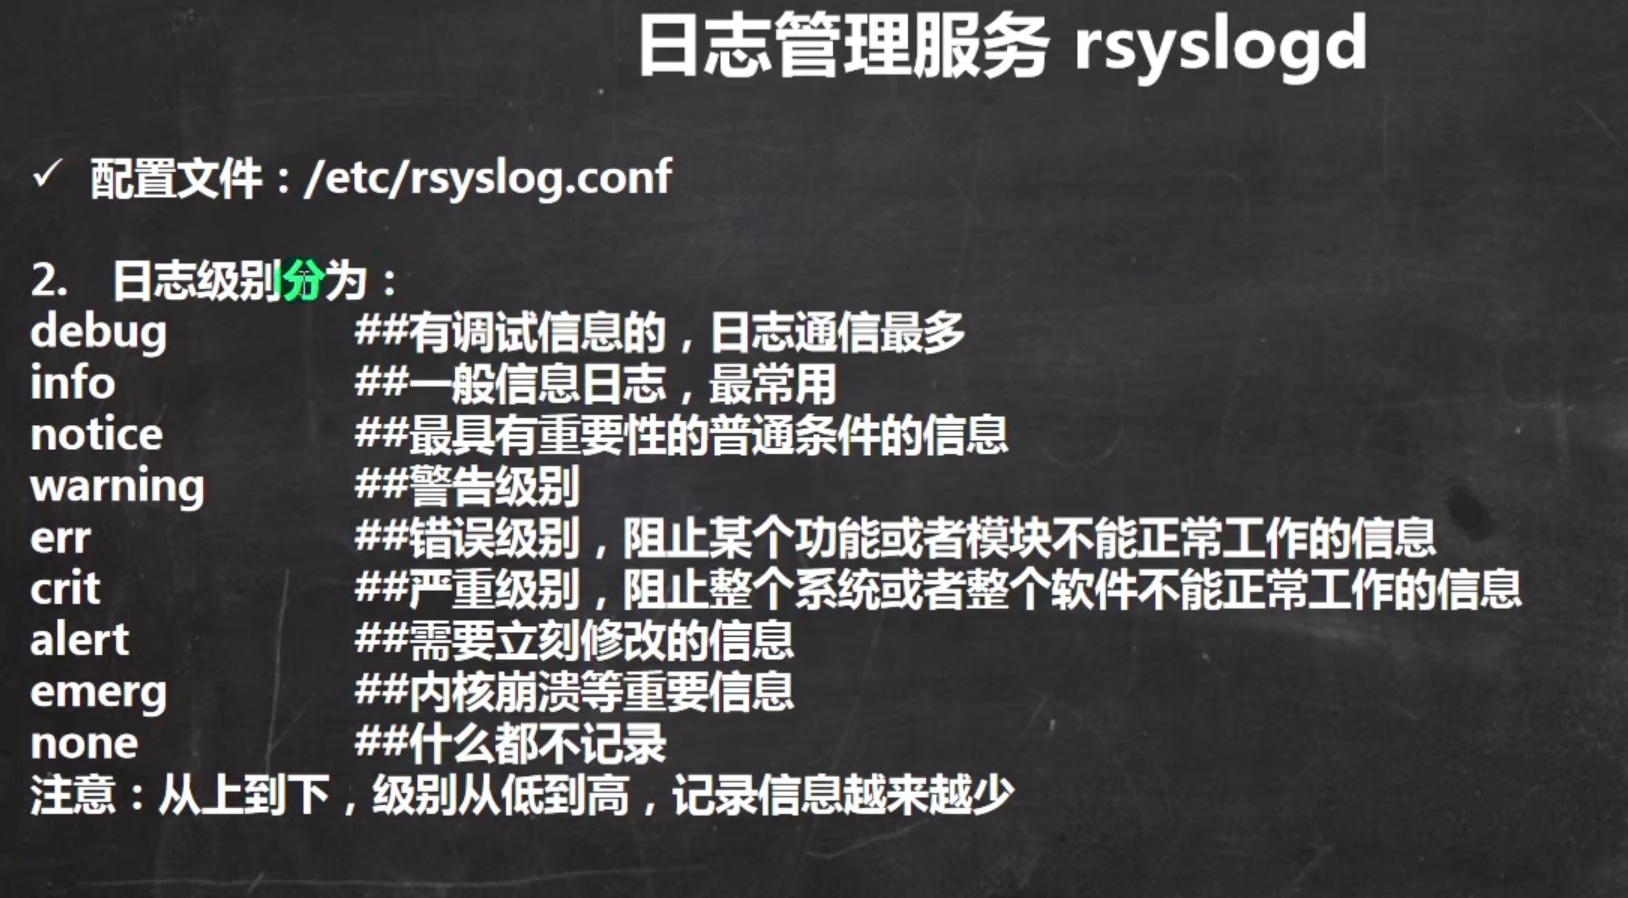 日志管理服务 rsyslogd
✓ 配置文件：/etc/rsyslog.conf
2. 日志级别分为：
debug ##有调试信息的，日志通信最多
info ##一般信息日志，最常用
notice ##最具有重要性的普通条件的信息
warning ##警告级别
err ##错误级别，阻止某个功能或者模块不能正常工作的信息
crit ##严重级别，阻止整个系统或者整个软件不能正常工作的信息
alert ##需要立刻修改的信息
emerg ##内核崩溃等重要信息
none ##什么都不记录
注意：从上到下，级别从低到高，记录信息越来越少